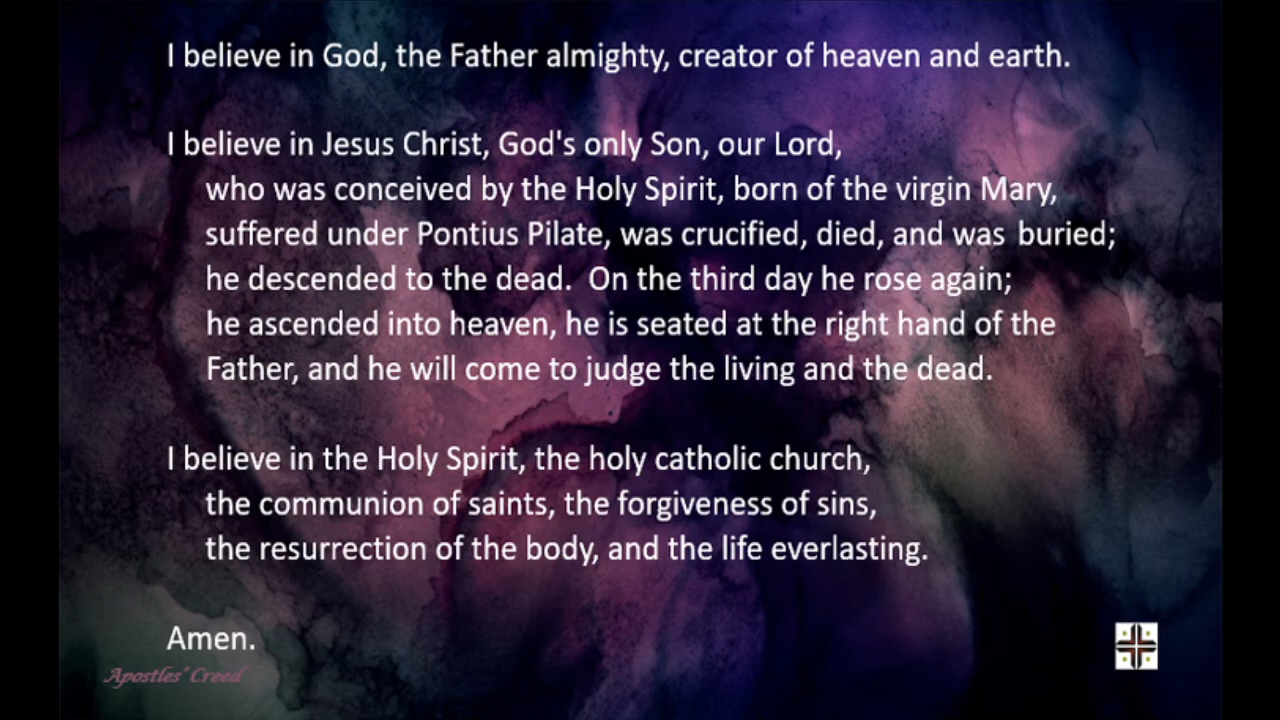 I believe in God, the Father almighty, creator of heaven and earth.
I believe in Jesus Christ, God's only Son, our Lord,
who was conceived by the Holy Spirit, born of the virgin Mary,
suffered under Pontius Pilate, was crucified, died, and was buried;
he descended to the dead.  On the third day he rose again;
he ascended into heaven, he is seated at the right hand of the
Father, and he will come to judge the living and the dead.
I believe in the Holy Spirit, the holy catholic church,
the communion of saints, the forgiveness of sins,
the resurrection of the body, and the life everlasting.
Amen.
Apostles' Creed